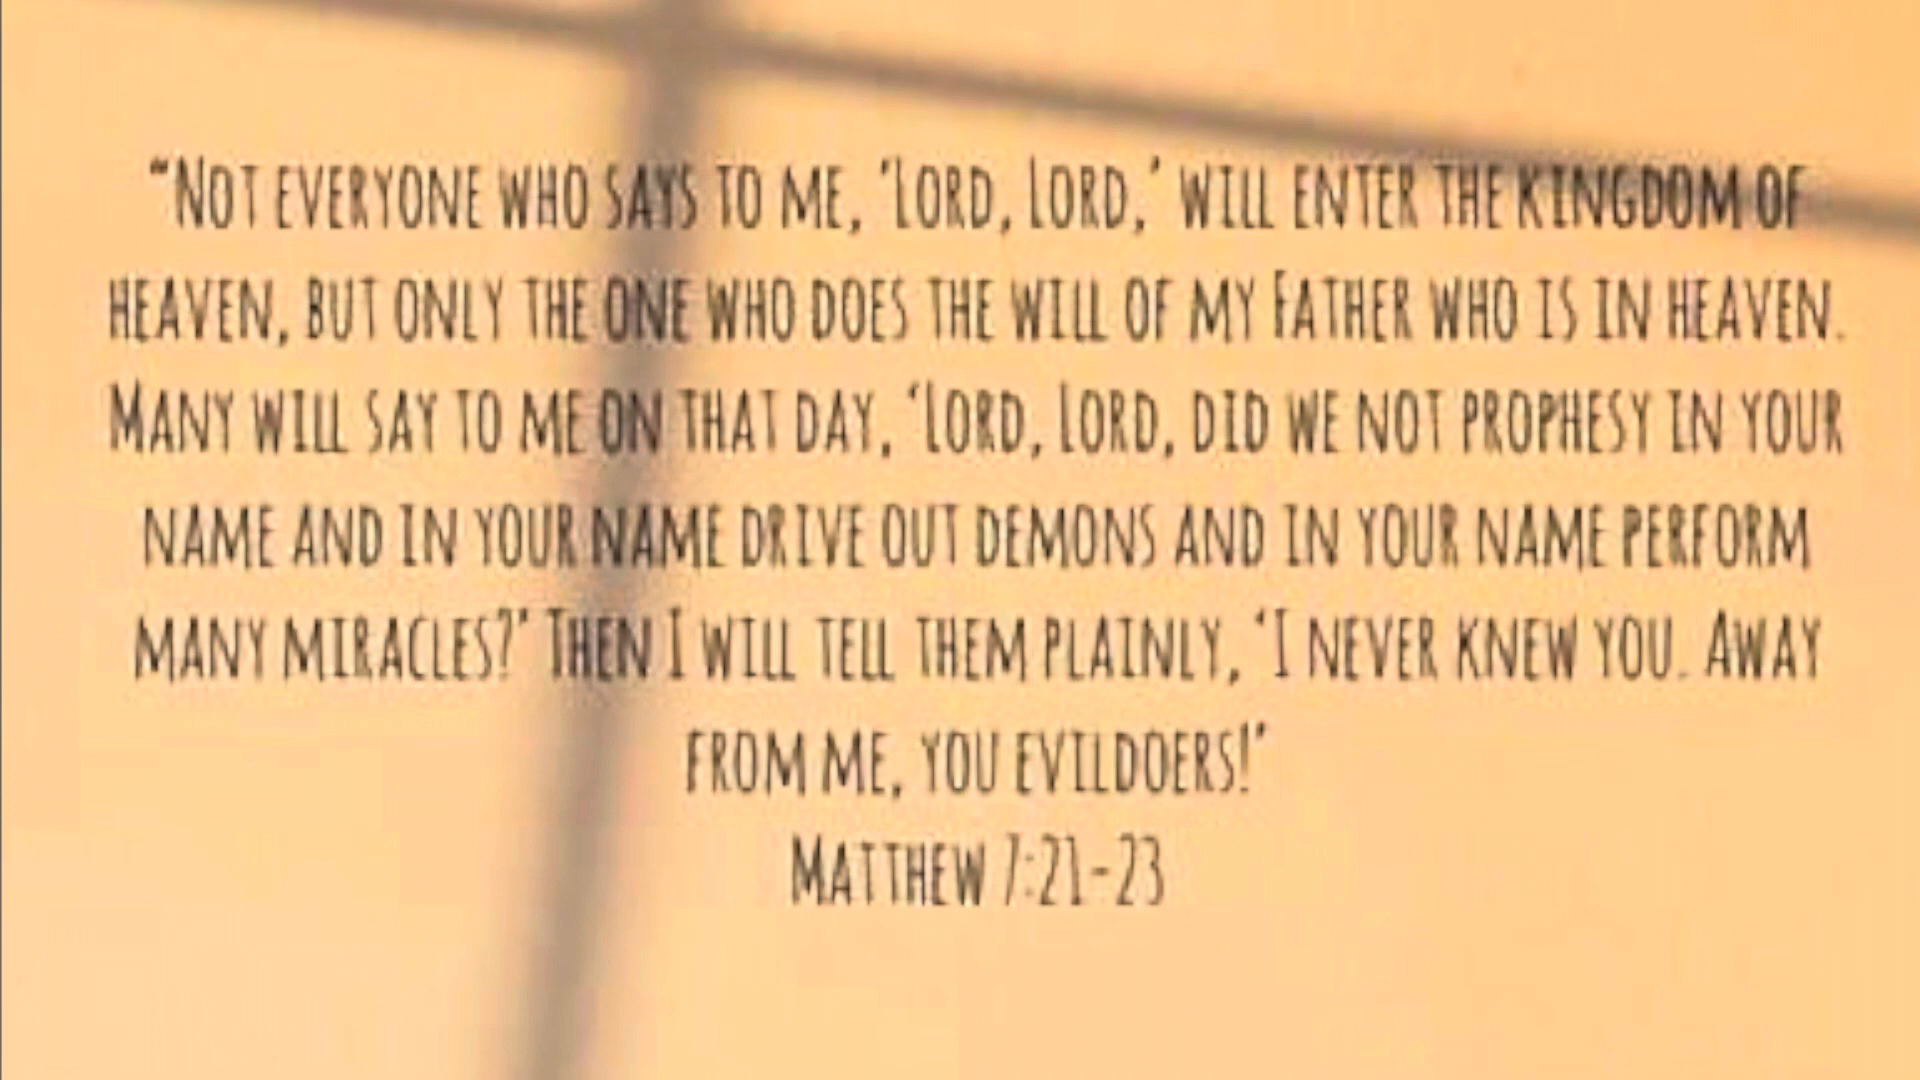 “Not everyone who says to me, ‘Lord, Lord,’ will enter the kingdom of
heaven, but only the one who does the will of my Father who is in heaven.
Many will say to me on that day, ‘Lord, Lord, did we not prophesy in your
name and in your name drive out demons and in your name perform
many miracles?’ Then I will tell them plainly, ‘I never knew you. Away
from me, you evildoers!’
Matthew 7:21-23